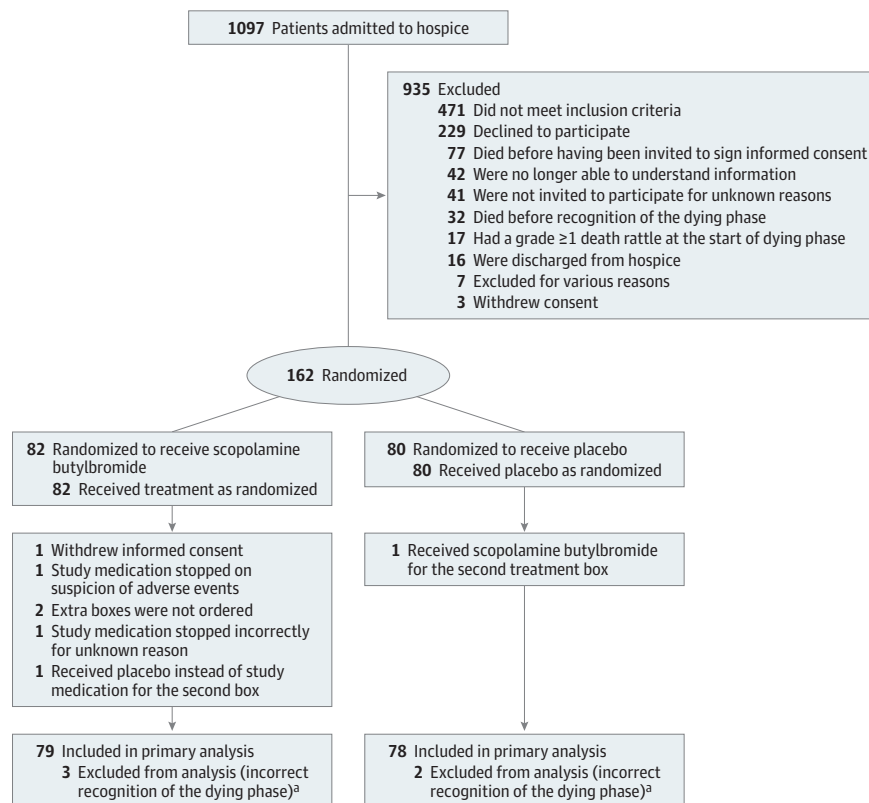 1097 Patients admitted to hospice
935 Excluded
471 Did not meet inclusion criteria
229 Declined to participate
77 Died before having been invited to sign informed consent
42 Were no longer able to understand information
41 Were not invited to participate for unknown reasons
32 Died before recognition of the dying phase
17 Had a grade ≥1 death rattle at the start of dying phase
16 Were discharged from hospice
7 Excluded for various reasons
3 Withdrew consent
162 Randomized
82 Randomized to receive scopolamine
butylbromide
82 Received treatment as randomized
80 Randomized to receive placebo
80 Received placebo as randomized
1 Withdrew informed consent
1 Study medication stopped on
suspicion of adverse events
2 Extra boxes were not ordered
1 Study medication stopped incorrectly
for unknown reason
1 Received placebo instead of study
medication for the second box
1 Received scopolamine butylbromide
for the second treatment box
79 Included in primary analysis
3 Excluded from analysis (incorrect
recognition of the dying phase)a
78 Included in primary analysis
2 Excluded from analysis (incorrect
recognition of the dying phase)a